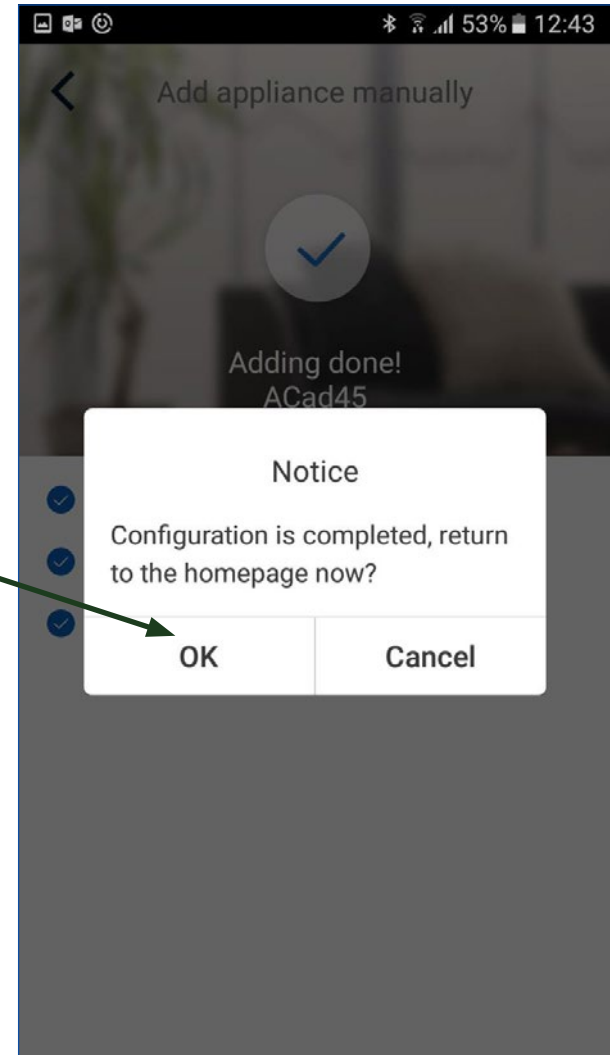 53% 12:43
Add appliance manually
Adding done!
ACad45
Notice
Configuration is completed, return
to the homepage now?
OK Cancel